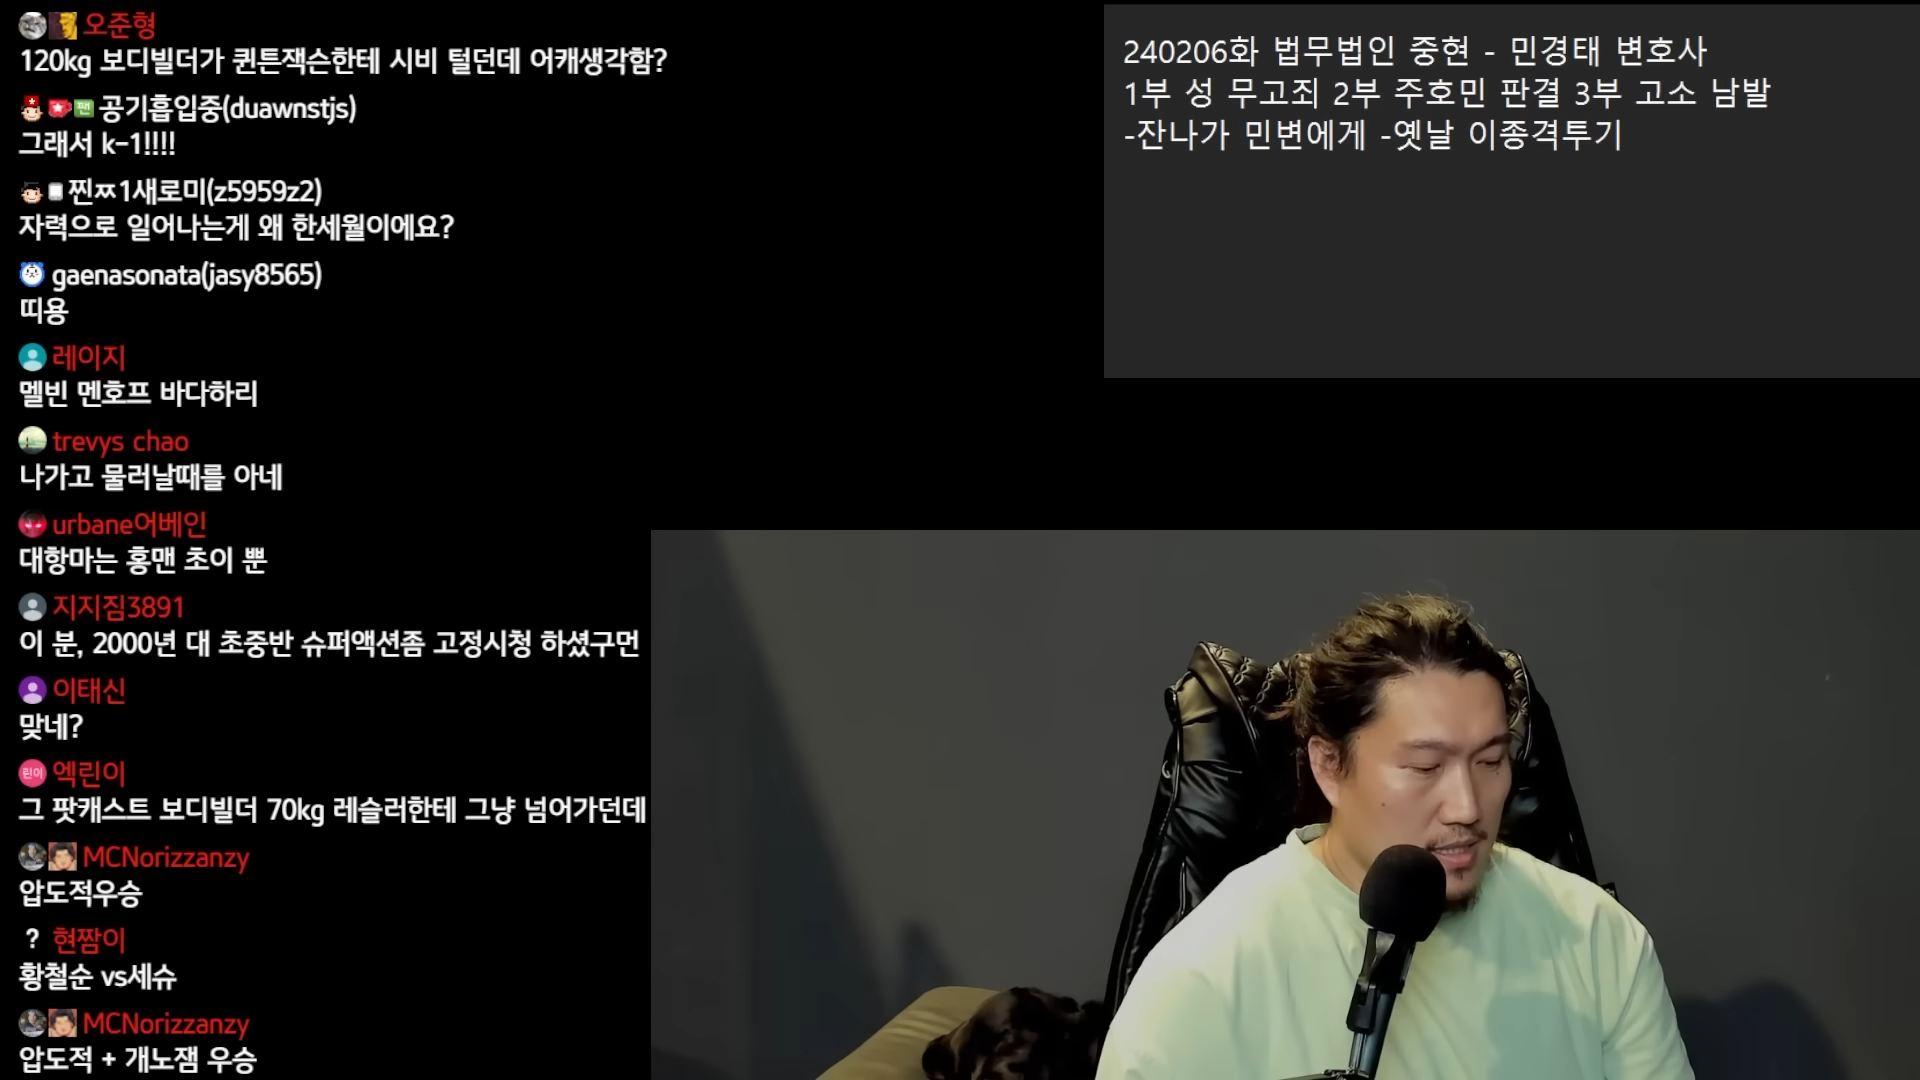 오준형
120kg 보디빌더가 퀸튼잭슨한테 시비 털던데 어캐생각함?
팬 공기흡입중(duawnstjs)
그래서 k-1!!!!
찐ㅉ1새로미(z5959z2)
자력으로 일어나는게 왜 한세월이에요?
gaenasonata(jasy8565)
띠용
레이지
멜빈 멘호프 바다하리
trevys chao
나가고 물러날때를 아네
urbane어베인
대항마는 홍맨 초이 뿐
지지짐3891
이 분, 2000년 대 초중반 슈퍼액션좀 고정시청 하셨구먼
이태신
맞네?
린이 엑린이
그 팟캐스트 보디빌더 70kg 레슬러한테 그냥 넘어가던데
MCNorizzanzy
압도적우승
? 현짬이
황철순 vs세슈
MCNorizzanzy
압도적 + 개노잼 우승
240206화 법무법인 중현 - 민경태 변호사
1부 성 무고죄 2부 주호민 판결 3부 고소 남발
-잔나가 민변에게 -옛날 이종격투기